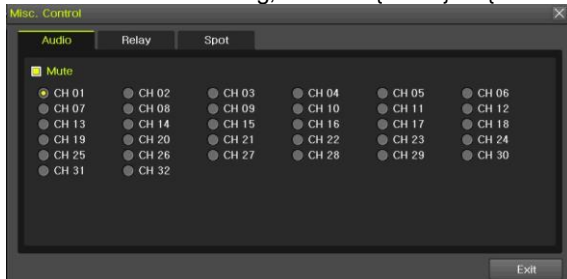 Misc. Control
Audio Relay Spot
Mute
CH 01 CH 02 CH 03 CH 04 CH 05 CH 06
CH 07 CH 08 CH 09 CH 10 CH 11 CH 12
CH 13 CH 14 CH 15 CH 16 CH 17 CH 18
CH 19 CH 20 CH 21 CH 22 CH 23 CH 24
CH 25 CH 26 CH 27 CH 28 CH 29 CH 30
CH 31 CH 32
Exit